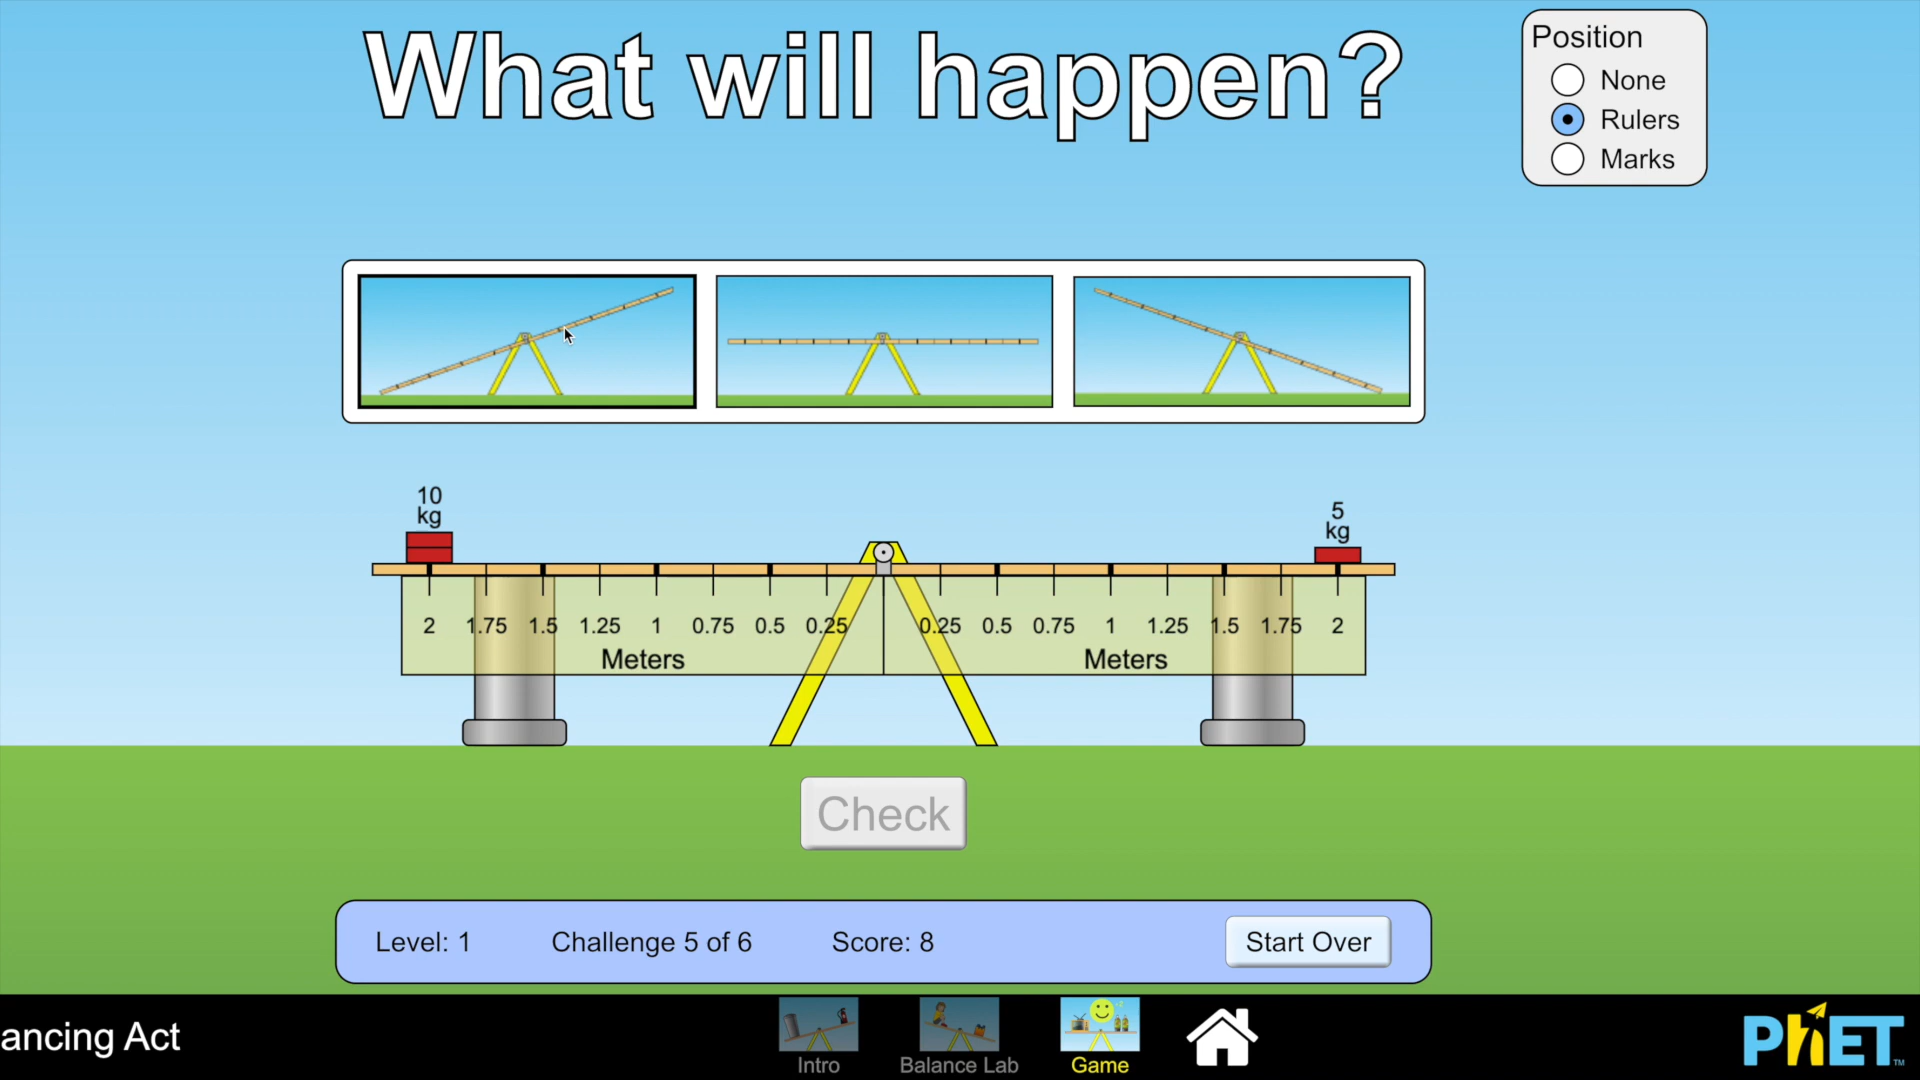 What will happen?
Position
None
Rulers
Marks
10
kg
5
kg
2 1.75 1.5 1.25 1 0.75 0.5 0.25 0.25 0.5 0.75 1 1.25 1.5 1.75 2
Meters Meters
Check
Level: 1 Challenge 5 of 6 Score: 8 Start Over
ancing Act
Intro Balance Lab Game
PhET
TM